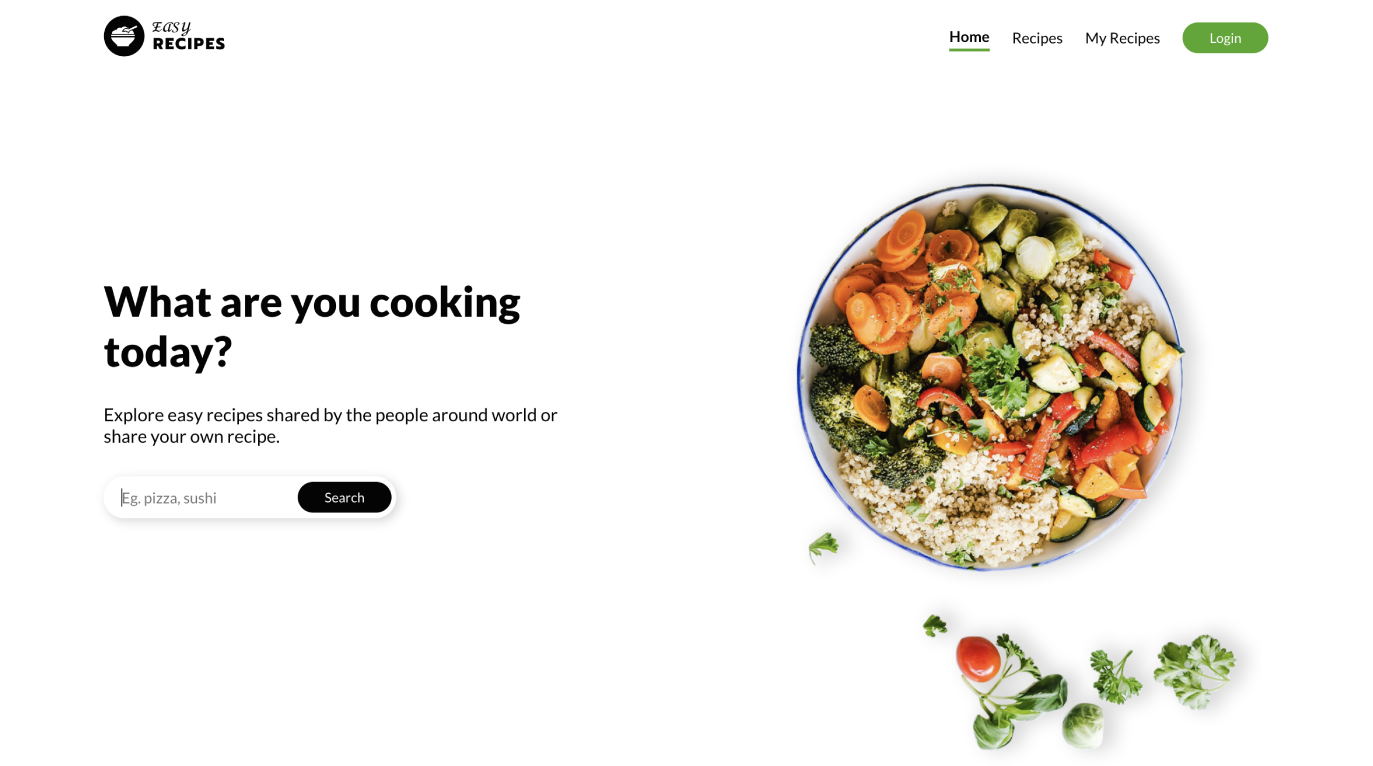 Easy
RECIPES
Home
Recipes
My Recipes
Login
What are you cooking
today?
Explore easy recipes shared by the people around world or
share your own recipe.
Eg. pizza, sushi
Search